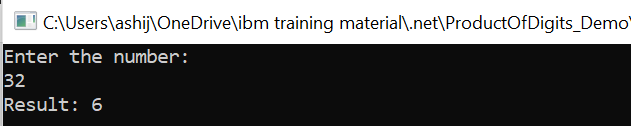 C:\Users\ashij\OneDrive\ibm training material\.net\ProductOfDigits_Demo\
Enter the number:
32
Result: 6